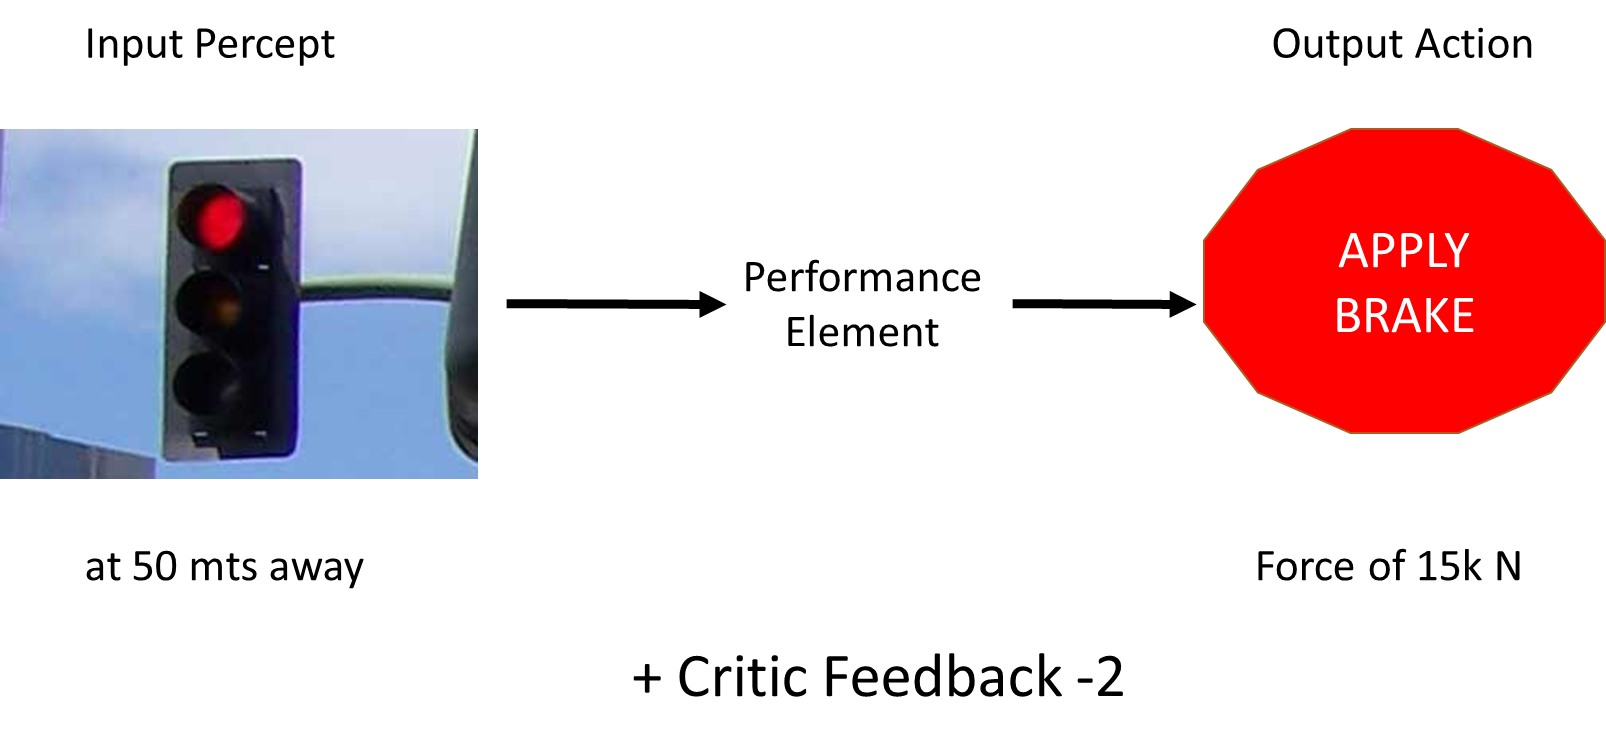 Input Percept
Output Action
Performance
Element
APPLY
BRAKE
at 50 mts away
Force of 15k N
+ Critic Feedback -2